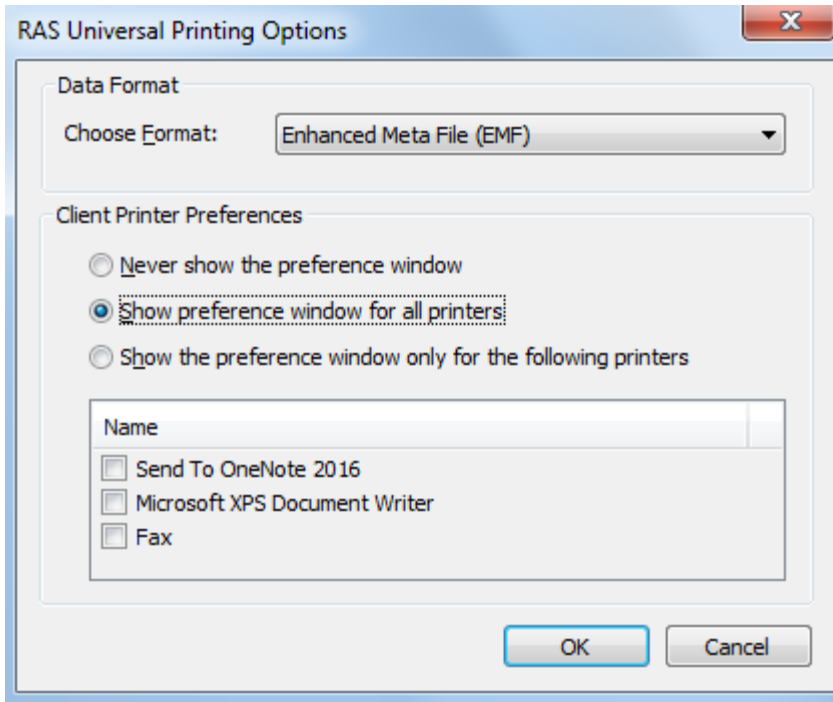 RAS Universal Printing Options
Data Format
Choose Format: Enhanced Meta File (EMF)
Client Printer Preferences
Never show the preference window
Show preference window for all printers
Show the preference window only for the following printers
Name
Send To OneNote 2016
Microsoft XPS Document Writer
Fax
OK Cancel